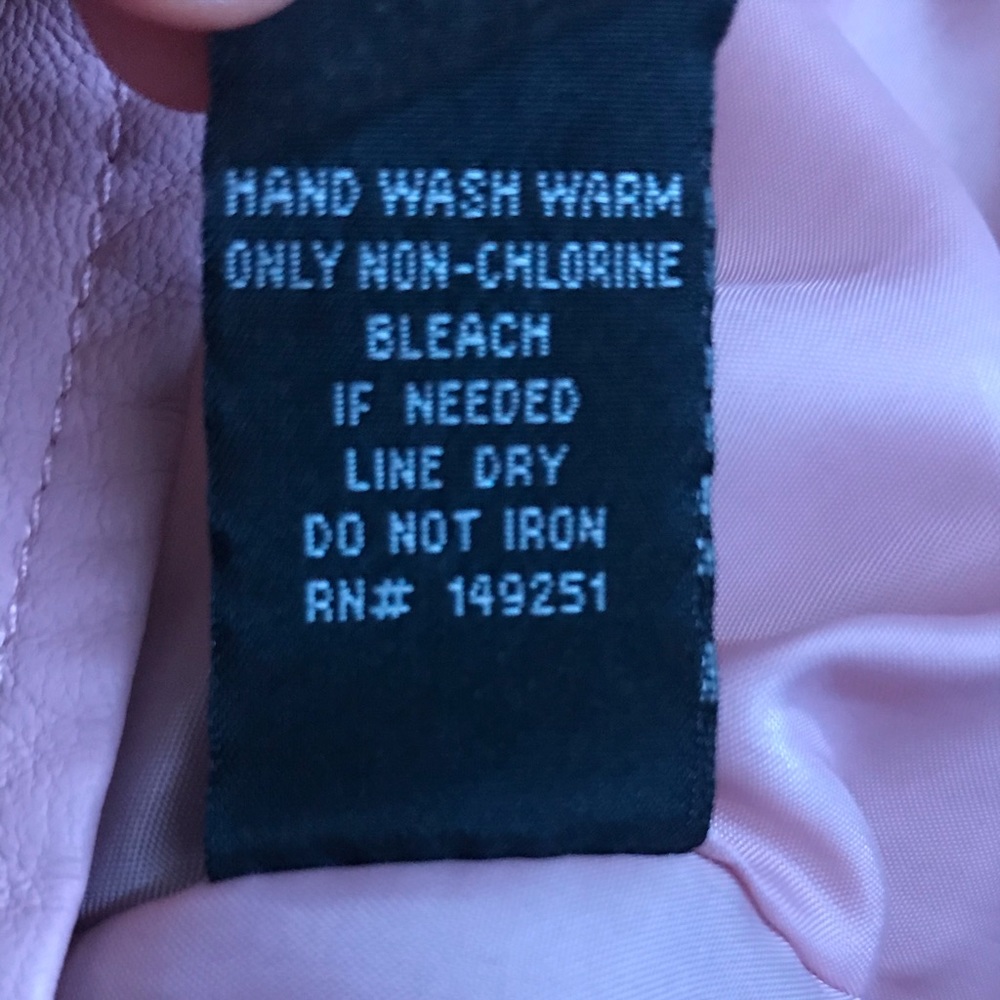 HAND WASH WARM
ONLY NON-CHLORINE
BLEACH
IF NEEDED
LINE DRY
DO NOT IRON
RN# 149251